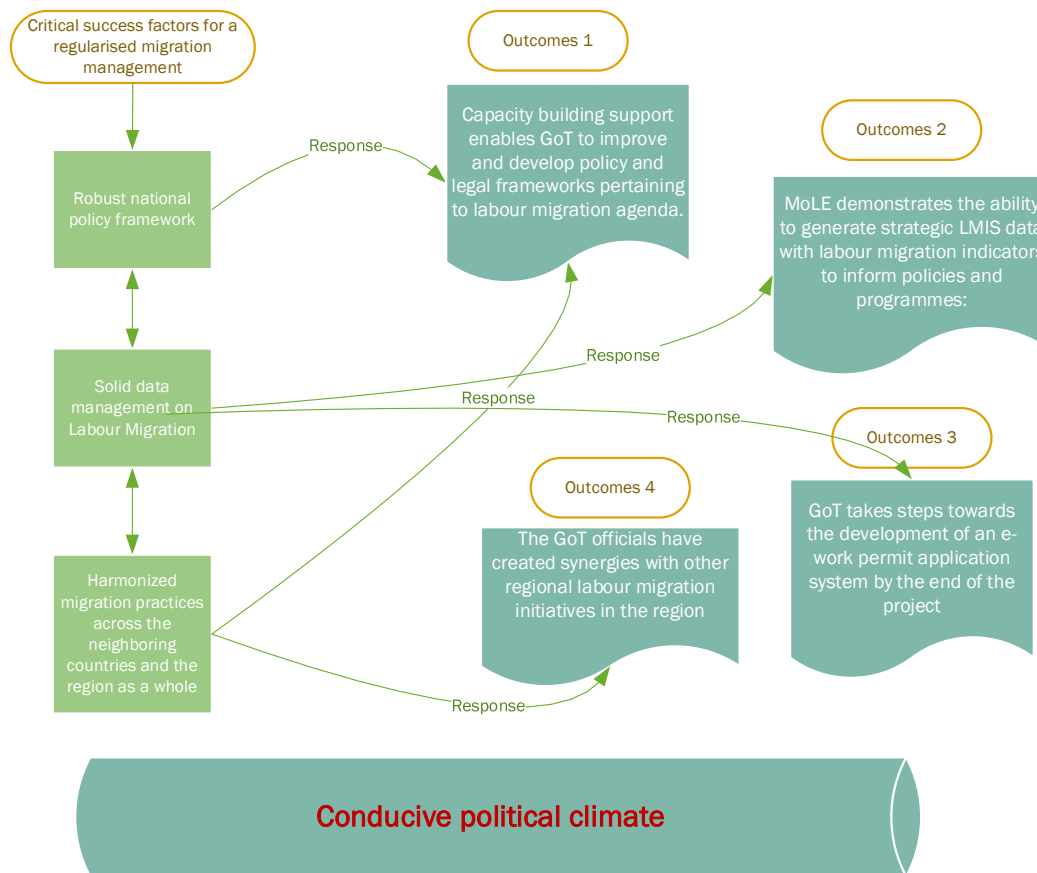 Critical success factors for a
regularised migration
management
Outcomes 1
Capacity building support
enables GoT to improve
and develop policy and
legal frameworks pertaining
to labour migration agenda.
Outcomes 2
MoLE demonstrates the ability
to generate strategic LMIS data
with labour migration indicators
to inform policies and
programmes:
Response
Robust national
policy framework
Response
Solid data
management on
Labour Migration
Response
Response
Outcomes 3
GoT takes steps towards
the development of an e-
work permit application
system by the end of the
project
Outcomes 4
The GoT officials have
created synergies with other
regional labour migration
initiatives in the region
Harmonized
migration practices
across the
neighboring
countries and the
region as a whole
Response
Conducive political climate